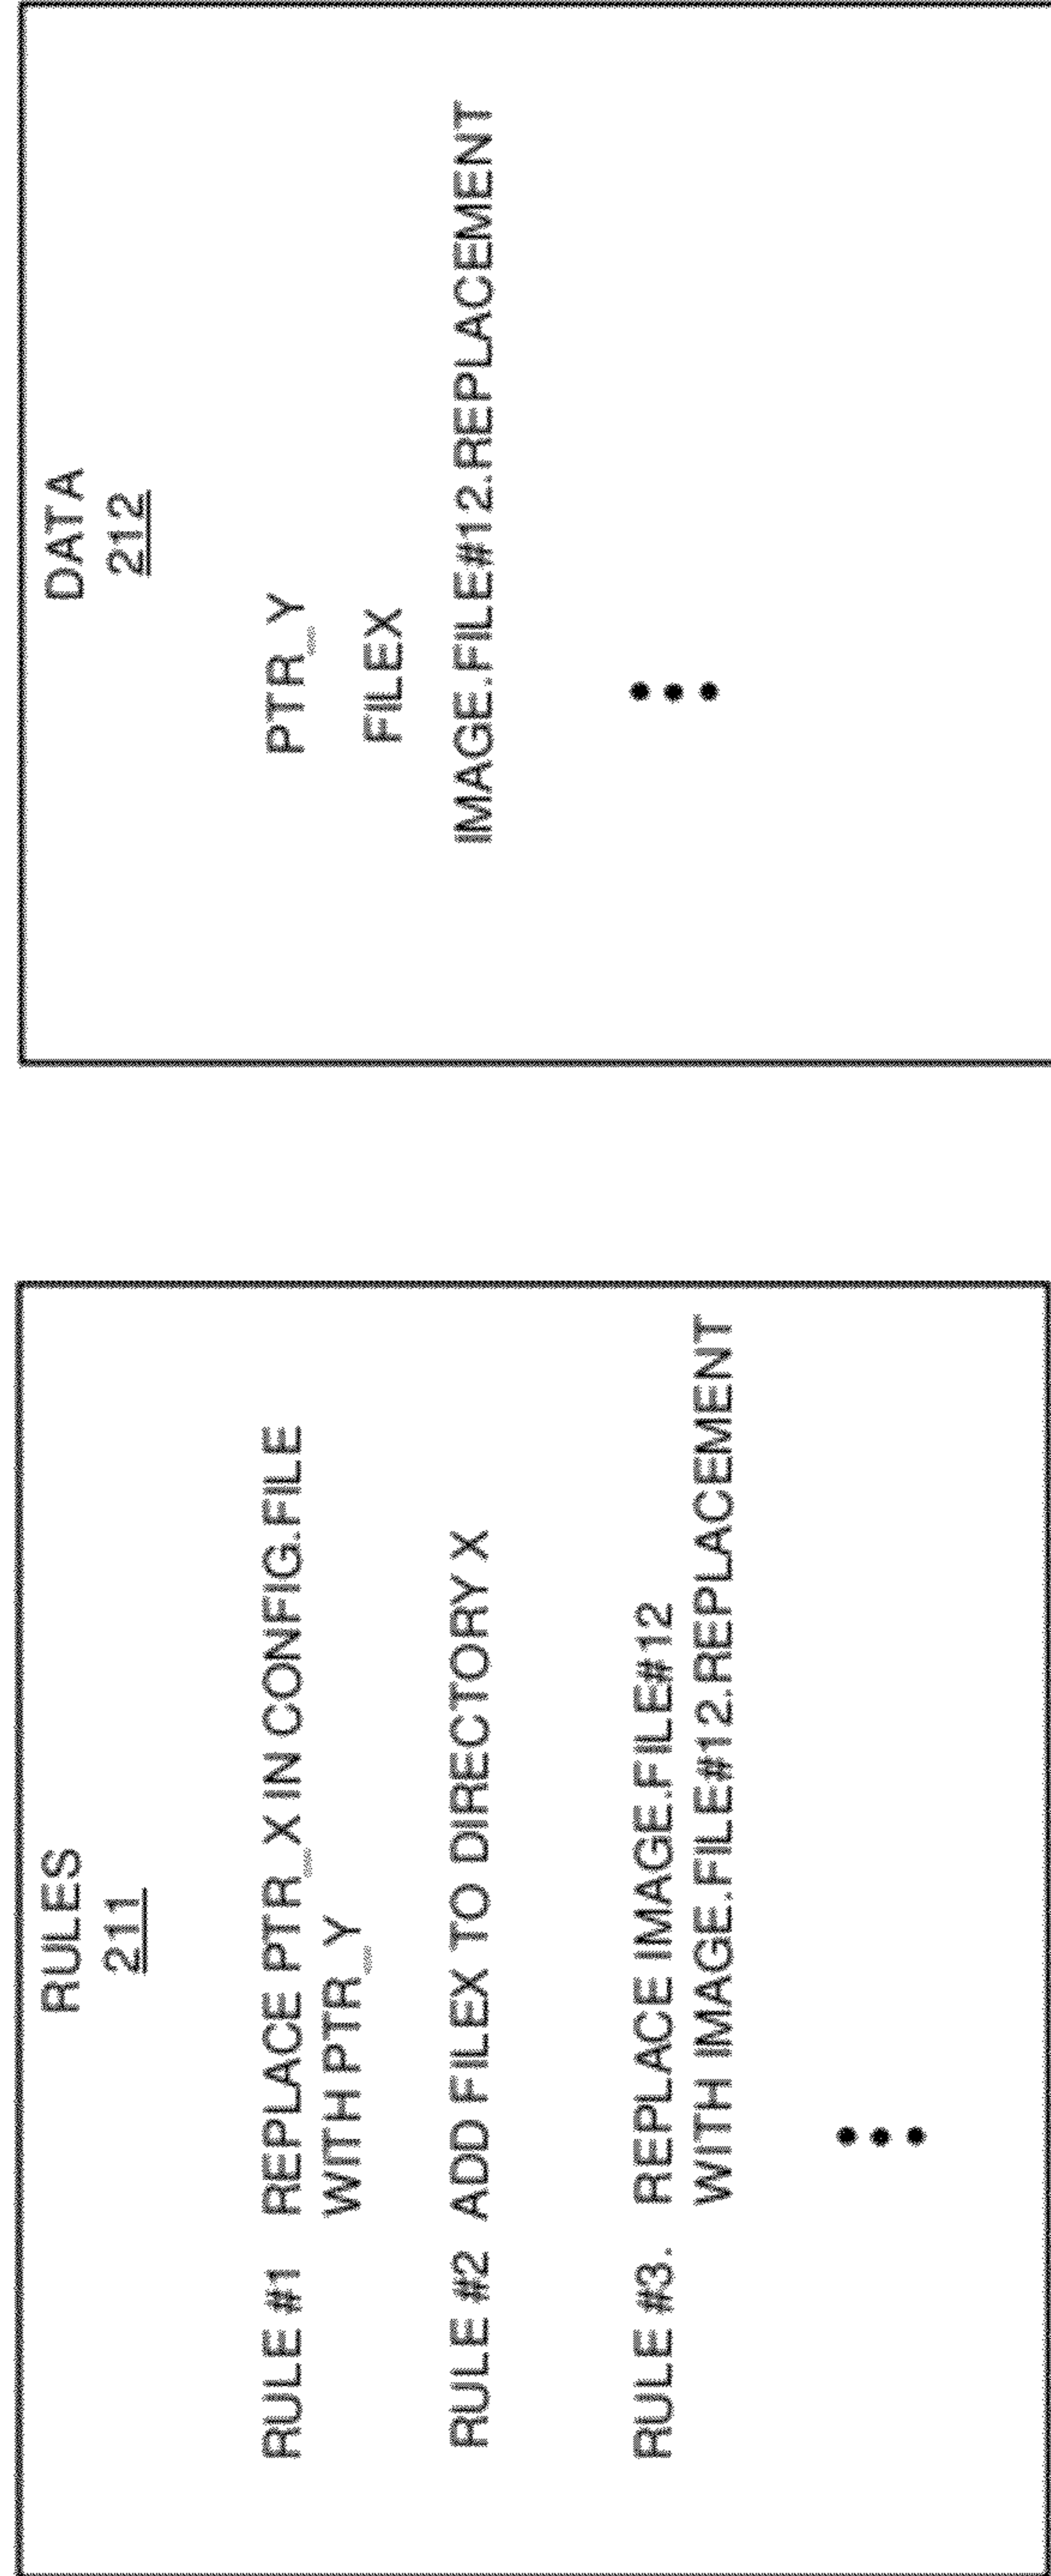 RULES
211
RULE #1 REPLACE PTR_X IN CONFIG.FILE
WITH PTR_Y
RULE #2 ADD FILEX TO DIRECTORY X
RULE #3. REPLACE IMAGE.FILE#12
WITH IMAGE.FILE#12.REPLACEMENT
DATA
212
PTR_Y
FILEX
IMAGE.FILE#12.REPLACEMENT